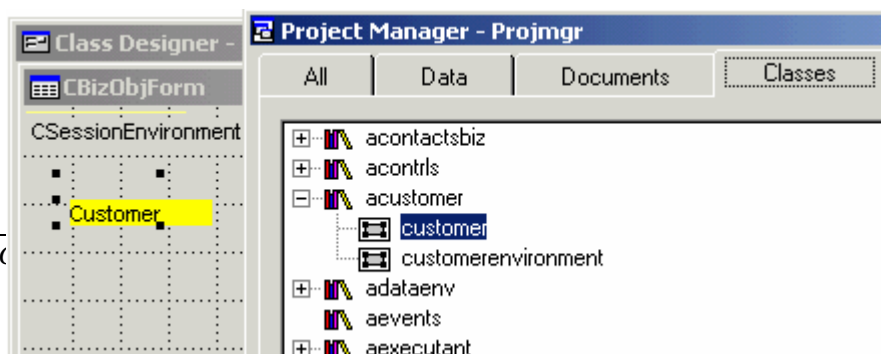 Class Designer -
CBizObjForm
CSessionEnvironment
Customer
Project Manager - Projmgr
All Data Documents Classes
acontactsbiz
acontrls
acustomer
customer
customerenvironment
adataenv
aevents
aexecutant